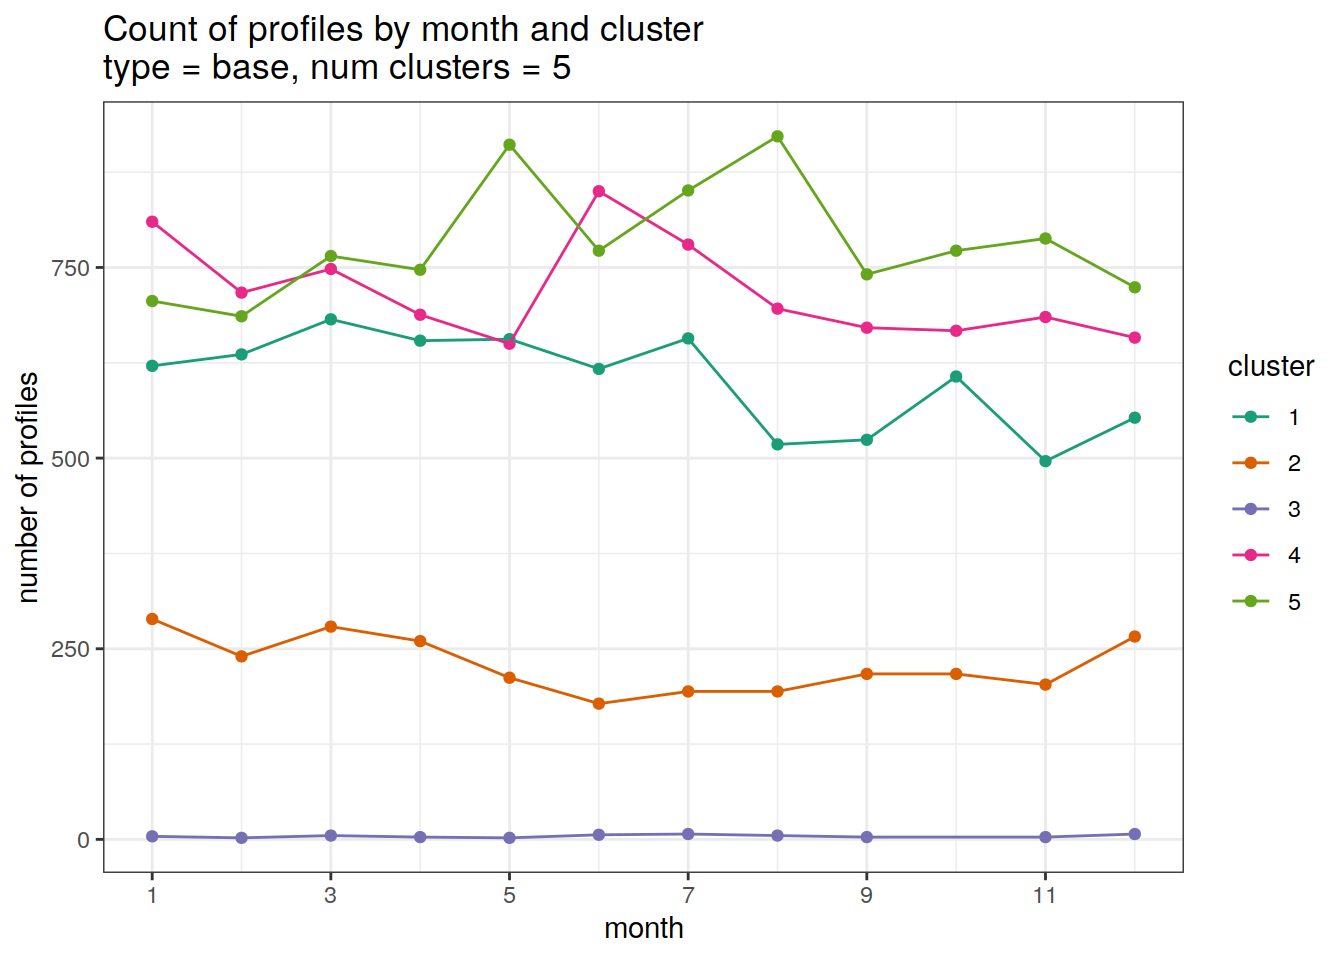 Count of profiles by month and cluster
type = base, num clusters = 5
number of profiles
750
500
250
0
1 3 5 7 9 11
month
cluster
1
2
3
4
5